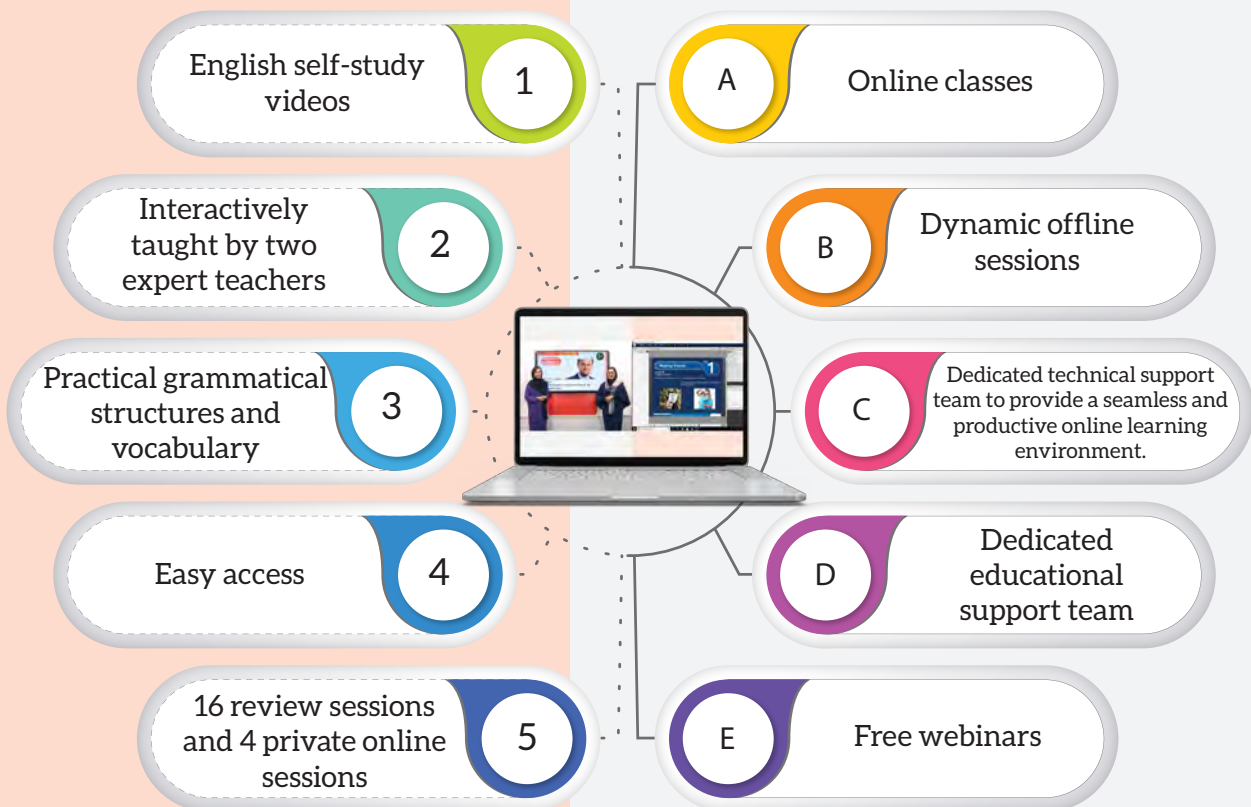 English self-study
videos
1
Interactively
taught by two
expert teachers
2
Practical grammatical
structures and
vocabulary
3
Easy access
4
16 review sessions
and 4 private online
sessions
5
A
Online classes
B
Dynamic offline
sessions
C
Dedicated technical support
team to provide a seamless and
productive online learning
environment.
D
Dedicated
educational
support team
E
Free webinars
1